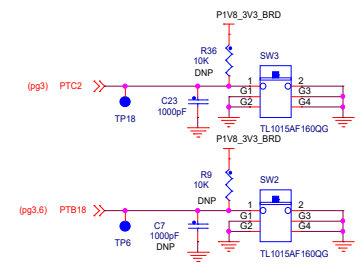 P1V8_3V3_BRD
R36
10K
DNP
SW3
(pg3) PTC2
1 2
G1 G3
G2 G4
C23
1000pF
TP18
TL1015AF160QG
P1V8_3V3_BRD
R9
10K
DNP
SW2
(pg3,6) PTB18
1 2
G1 G3
G2 G4
C7
1000pF
DNP
TP6
TL1015AF160QG